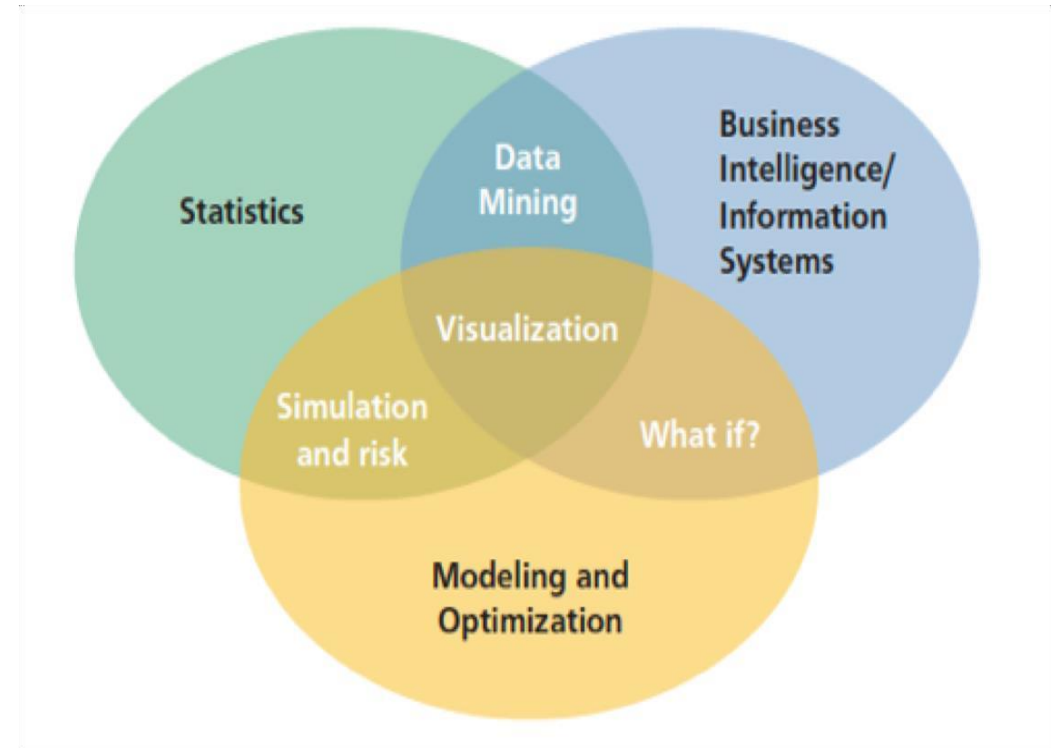 Statistics
Data
Mining
Business
Intelligence/
Information
Systems
Visualization
Simulation
and risk
What if?
Modeling and
Optimization